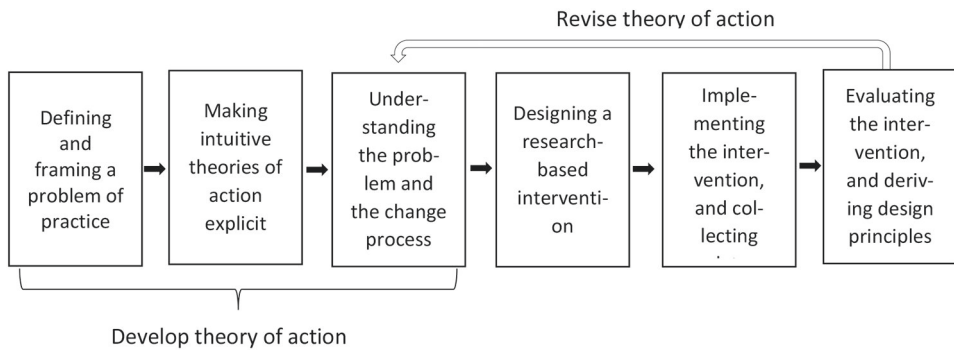 Revise theory of action
Defining
and
framing a
problem of
practice
Making
intuitive
theories of
action
explicit
Under-
standing
the prob-
lem and
the change
process
Designing a
research-
based
interventi-
on
Imple-
menting
the inter-
vention,
and col-
lecting
Evaluating
the inter-
vention,
and deriv-
ing design
principles
Develop theory of action